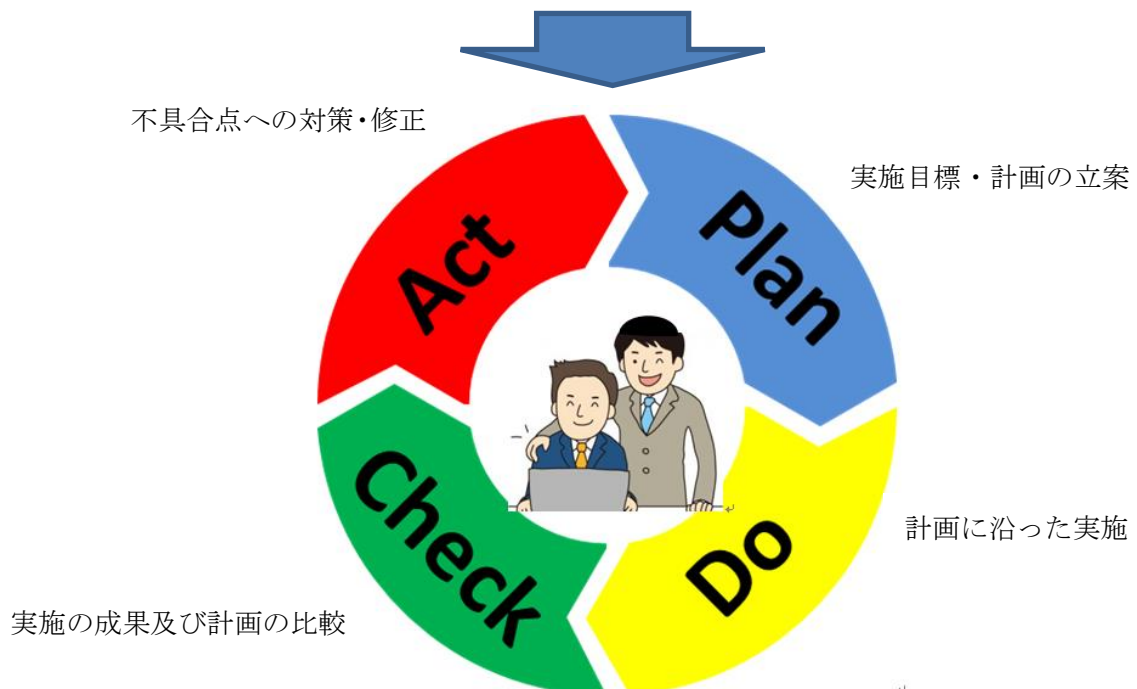 不具合点への対策・修正
実施目標・計画の立案
Act
Plan
計画に沿った実施
Check
Do
実施の成果及び計画の比較